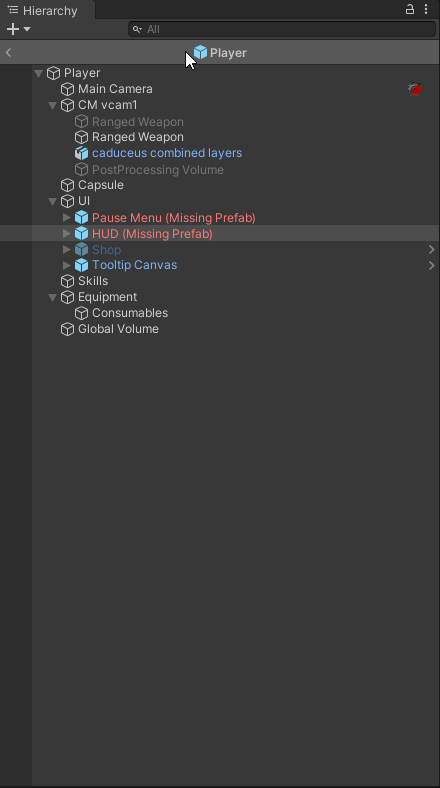 Hierarchy
All
Player
Player
Main Camera
CM vcam1
Ranged Weapon
Ranged Weapon
caduceus combined layers
PostProcessing Volume
Capsule
UI
Pause Menu (Missing Prefab)
HUD (Missing Prefab)
Shop
Tooltip Canvas
Skills
Equipment
Consumables
Global Volume